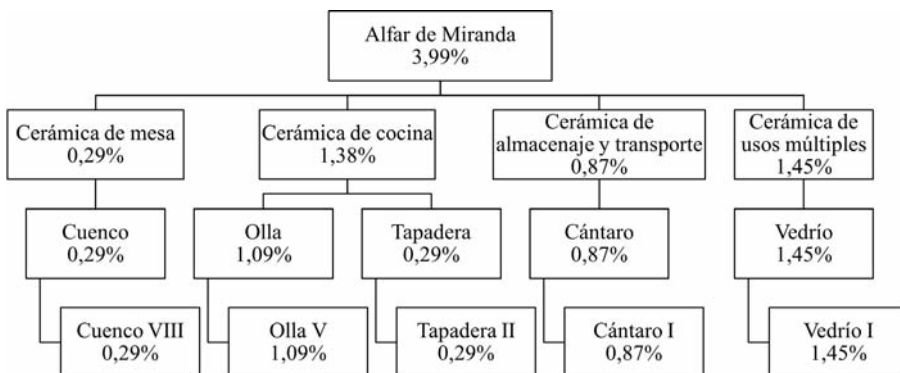 Alfar de Miranda
3,99%
Cerámica de mesa
0,29%
Cerámica de cocina
1,38%
Cerámica de
almacenaje y transporte
0,87%
Cerámica de
usos múltiples
1,45%
Cuenco
0,29%
Olla
1,09%
Tapadera
0,29%
Cántaro
0,87%
Vedrío
1,45%
Cuenco VIII
0,29%
Olla V
1,09%
Tapadera II
0,29%
Cántaro I
0,87%
Vedrío I
1,45%